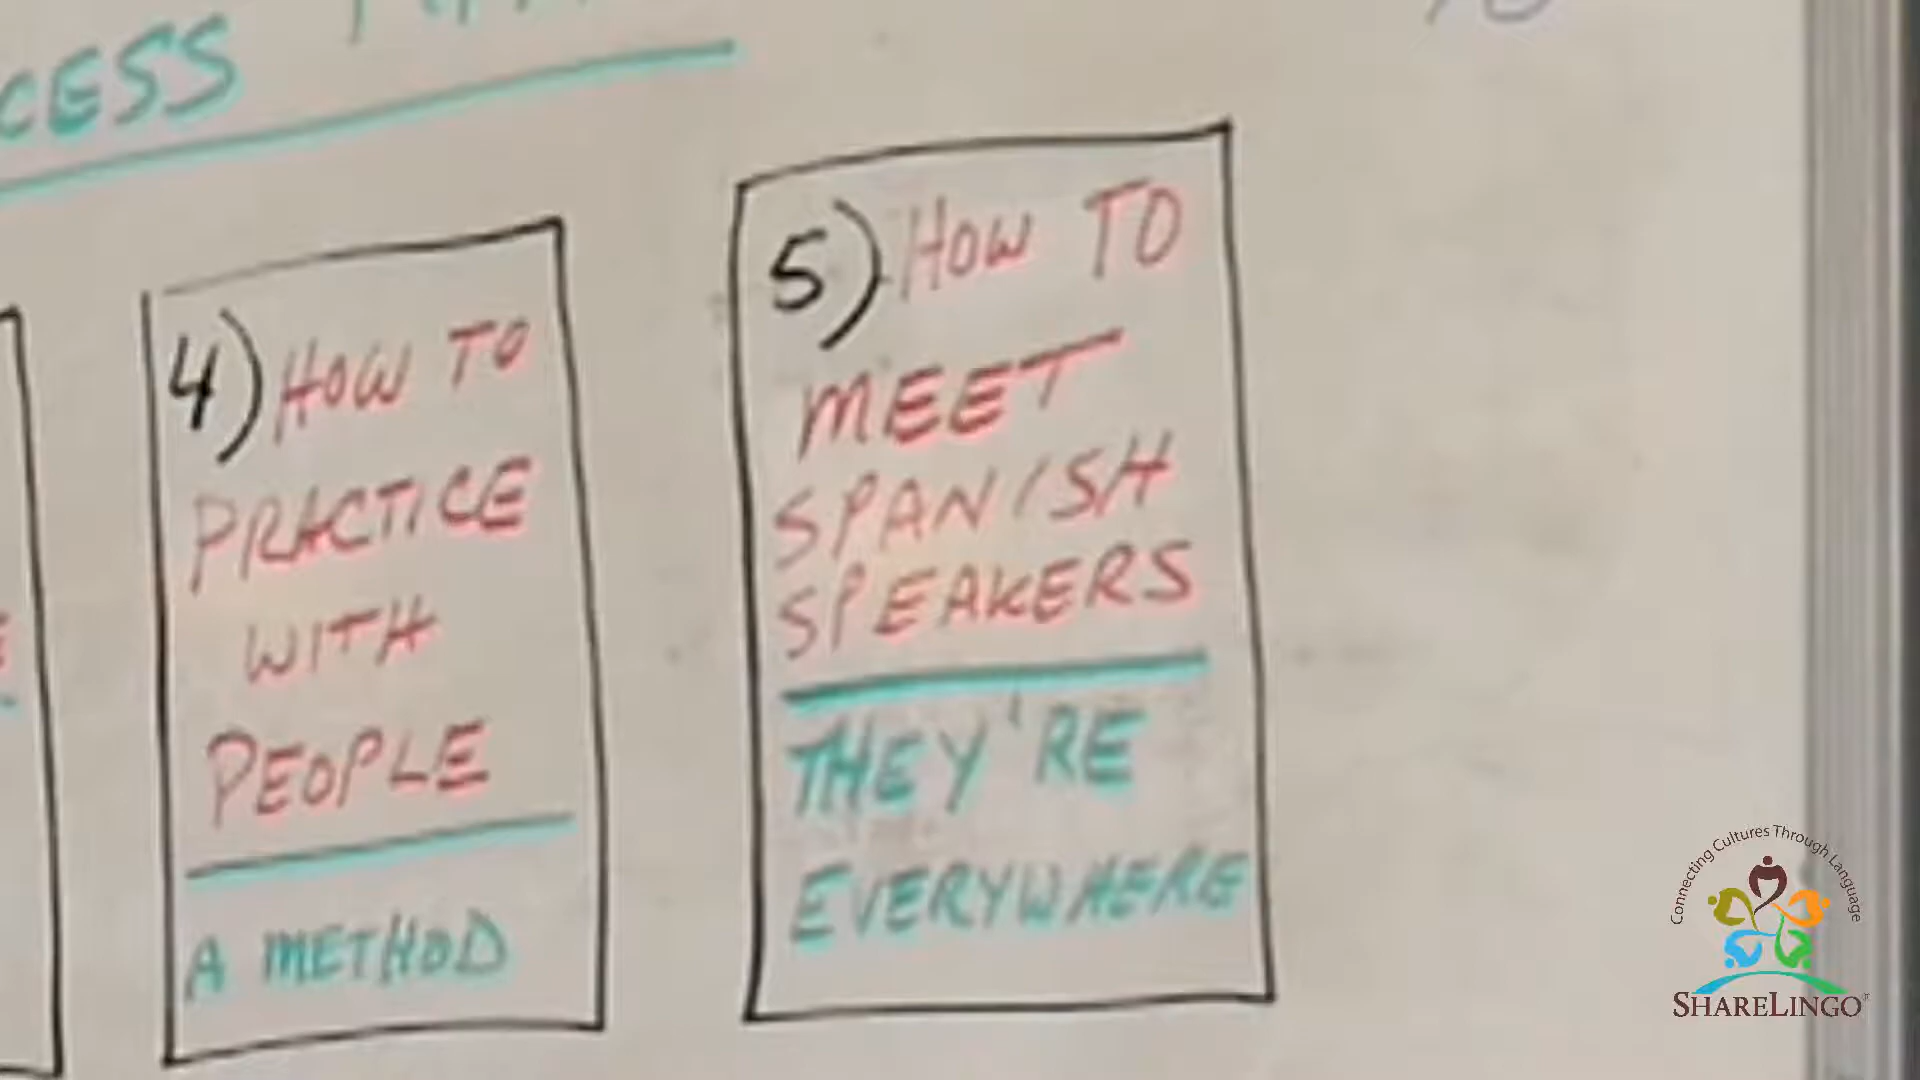 CESS
4) HOW TO
PRACTICE
WITH
PEOPLE
A METHOD
5) HOW TO
MEET
SPANISH
SPEAKERS
THEY'RE
EVERYWHERE
Connecting Cultures Through Language
SHARELINGO